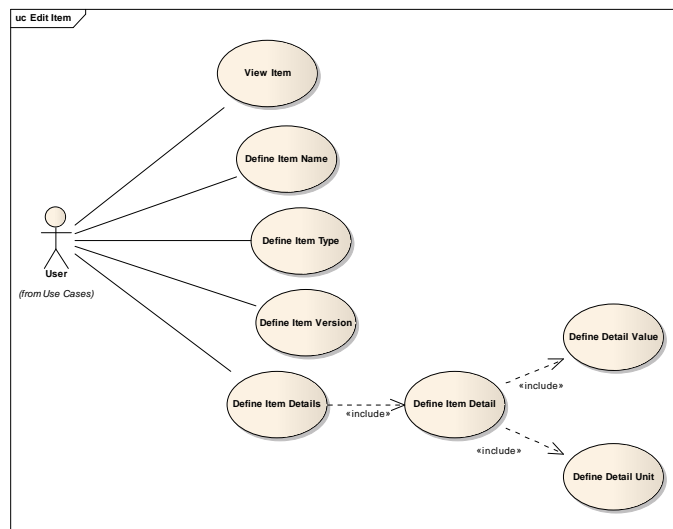 uc Edit Item
View Item
Define Item Name
Define Item Type
User
(from Use Cases)
Define Item Version
Define Detail Value
«include»
Define Item Details
«include»
Define Item Detail
«include»
Define Detail Unit